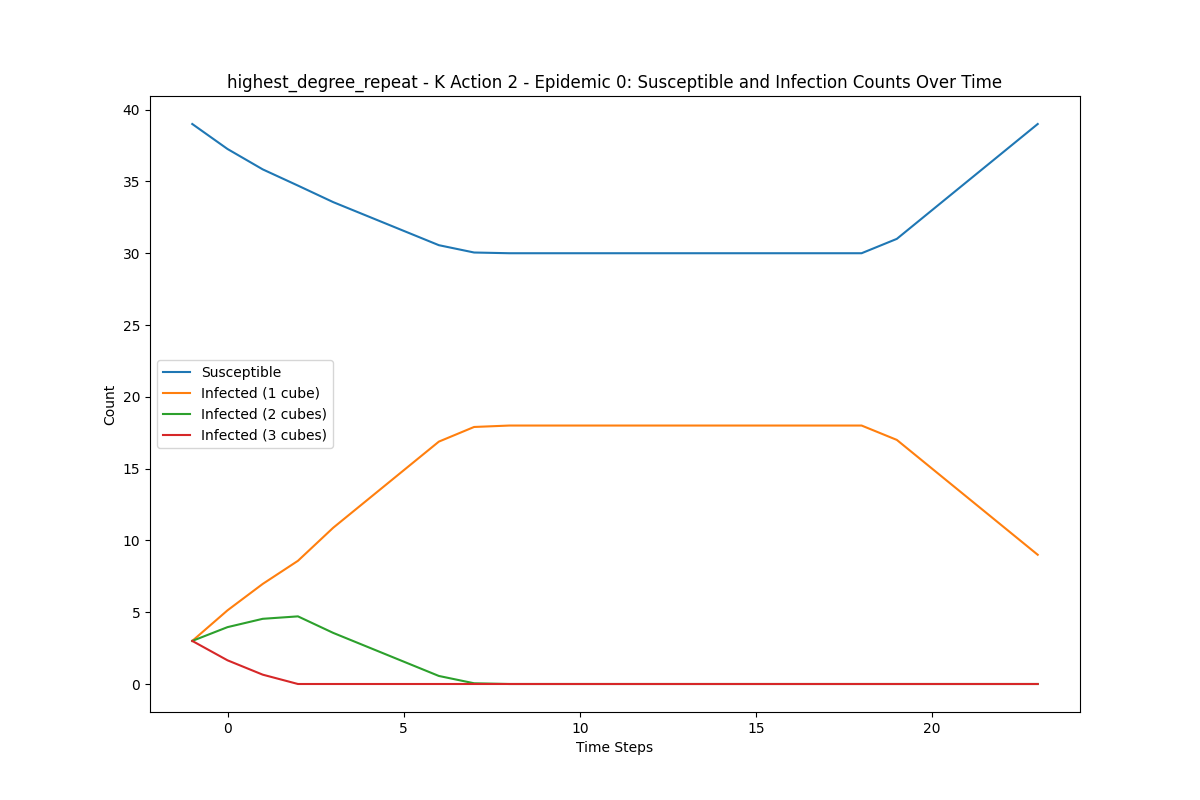 highest_degree_repeat - K Action 2 - Epidemic 0: Susceptible and Infection Counts Over Time
40
35
30
25
20
15
10
5
0
Count
Susceptible
Infected (1 cube)
Infected (2 cubes)
Infected (3 cubes)
0 5 10 15 20
Time Steps